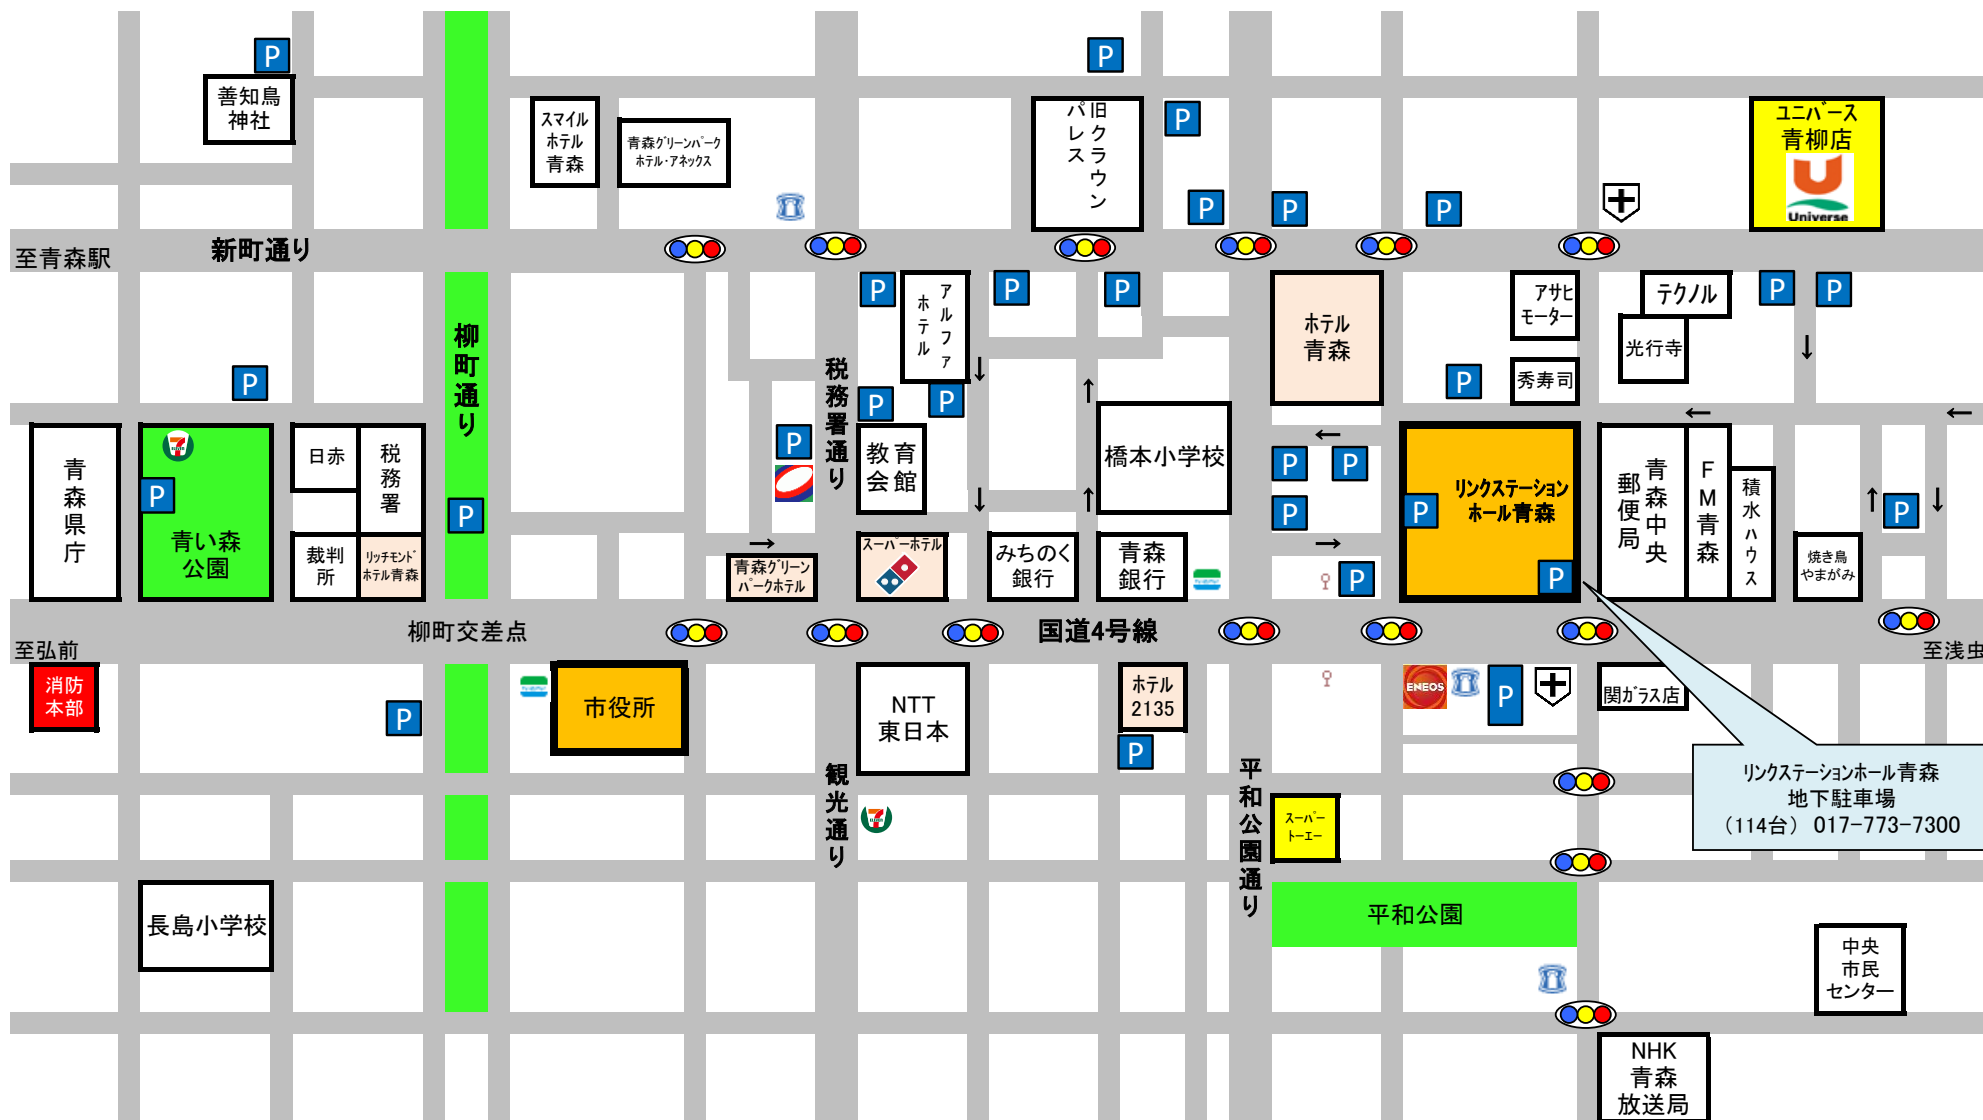 P
P
善知鳥
神社
スマイル
ホテル
青森
青森グリーンパーク
ホテル・アネックス
旧クラウン
パレス
P
ユニバース
青柳店
Universe
P
P
P
至青森駅
新町通り
P
アルファ
ホテル
P
P
ホテル
青森
アサヒ
モーター
テクノル
P
P
光行寺
柳町通り
税務署通り
P
P
P
P
秀寿司
←
←
↓
↓
↑
青森県庁
7
ELEVEN
P
青い森
公園
日赤
税務署
裁判
所
リッチモンド
ホテル青森
P
P
教育
会館
橋本小学校
←
P
P
P
P
リンクステーション
ホール青森
P
青森中央
郵便局
FM青森
積水ハウス
↑
P
↓
↓
↑
→
青森グリーン
パークホテル
スーパーホテル
みちのく
銀行
青森
銀行
→
P
焼き鳥
やまがみ
至弘前
柳町交差点
国道4号線
至浅虫
消防
本部
P
市役所
NTT
東日本
ホテル
2135
P
ENEOS
P
関ガラス店
観光通り
平和公園通り
7
ELEVEN
スーパー
トーエー
リンクステーションホール青森
地下駐車場
（114台） 017-773-7300
長島小学校
平和公園
中央
市民
センター
NHK
青森
放送局